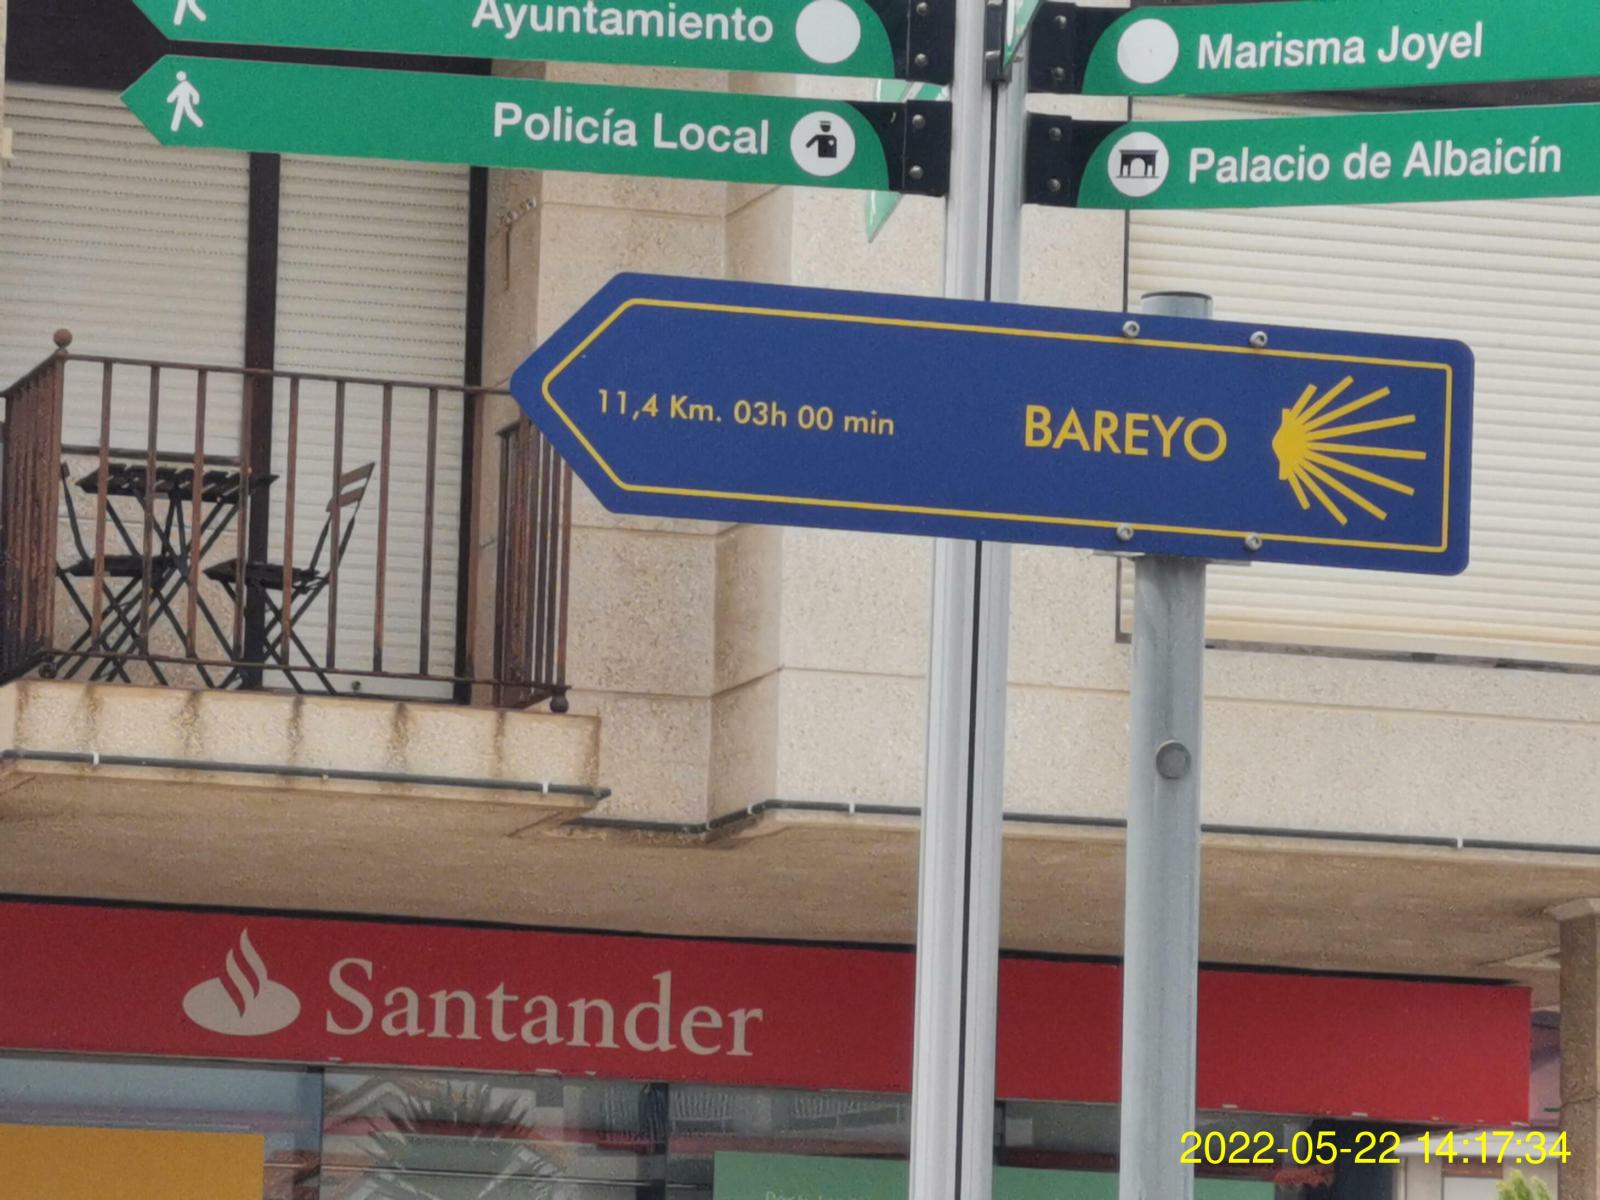 Ayuntamiento
Marisma Joyel
Policía Local
Palacio de Albaicín
11,4 Km. 03h 00 min
BAREYO
Santander
2022-05-22 14:17:34